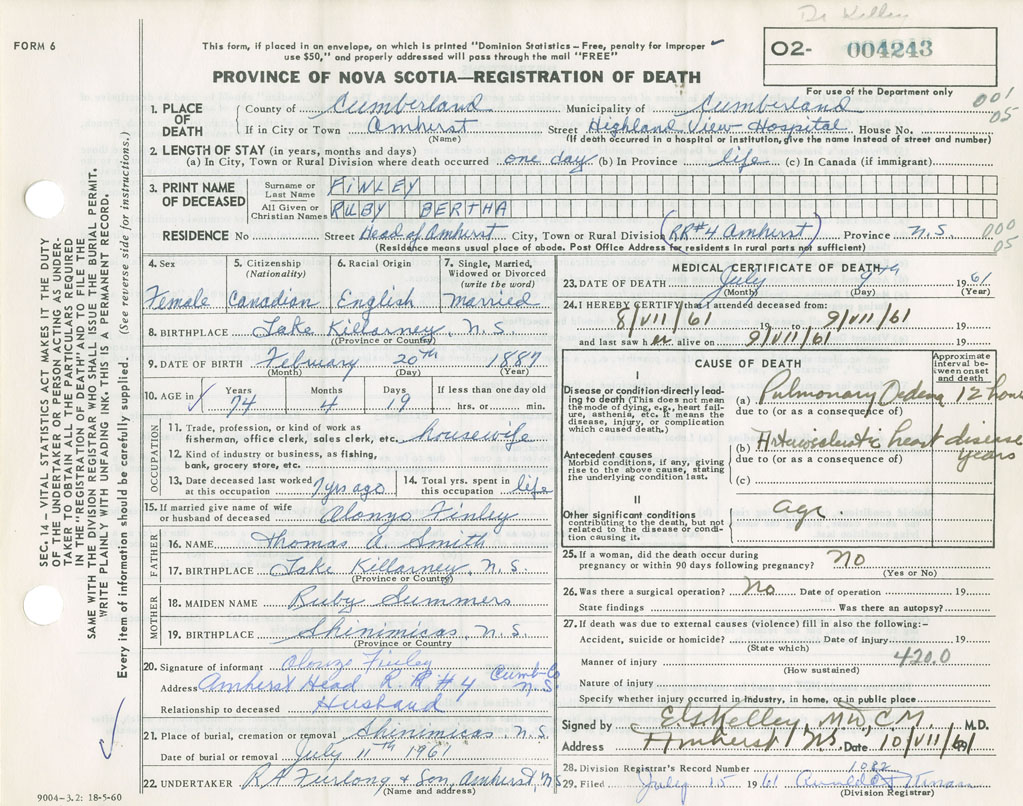 Dr Kelley
FORM 6
This form, if placed in an envelope, on which is printed "Dominion Statistics – Free, penalty for improper
use $50," and properly addressed will pass through the mail "FREE"
O2- 004243
PROVINCE OF NOVA SCOTIA—REGISTRATION OF DEATH
For use of the Department only
001
05
1. PLACE OF DEATH
County of Cumberland Municipality of Cumberland
If in City or Town Amherst Street Highland View Hospital House No.
(Name) (If death occurred in a hospital or institution, give the name instead of street and number)
2. LENGTH OF STAY (in years, months and days)
(a) In City, Town or Rural Division where death occurred one day (b) In Province life (c) In Canada (if immigrant)
3. PRINT NAME OF DECEASED
Surname or Last Name FINLEY
All Given or Christian Names RUBY BERTHA
RESIDENCE No Street Head of Amherst City, Town or Rural Division (RR#4 Amherst) Province N.S.
000
05
(Residence means usual place of abode. Post Office Address for residents in rural parts not sufficient)
4. Sex Female
5. Citizenship (Nationality) Canadian
6. Racial Origin English
7. Single, Married, Widowed or Divorced (write the word) Married
8. BIRTHPLACE Lake Killarney, N.S.
(Province or Country)
9. DATE OF BIRTH February 20th 1887
(Month) (Day) (Year)
10. AGE in Years 74 Months 4 Days 19 If less than one day old hrs. or min.
OCCUPATION
11. Trade, profession, or kind of work as fisherman, office clerk, sales clerk, etc. housewife
12. Kind of industry or business, as fishing, bank, grocery store, etc.
13. Date deceased last worked at this occupation 7 yrs ago
14. Total yrs. spent in this occupation life
15. If married give name of wife or husband of deceased Alonzo Finley
FATHER
16. NAME Thomas A. Smith
17. BIRTHPLACE Lake Killarney, N.S.
(Province or Country)
MOTHER
18. MAIDEN NAME Ruby Summers
19. BIRTHPLACE Shinimicas, N.S.
(Province or Country
20. Signature of informant Alonzo Finley
Address Amherst Head R.R #4 Cumb-Co N.S.
Relationship to deceased Husband
21. Place of burial, cremation or removal Shinimicas N.S.
Date of burial or removal July 11th 1961
22. UNDERTAKER R A Furlong & Son, Amherst, N.S
(Name and address)
MEDICAL CERTIFICATE OF DEATH
23. DATE OF DEATH July 9th 1961
(Month) (Day) (Year)
24. I HEREBY CERTIFY that I attended deceased from:
8/VII/61 19 to 9/VII/61 19
and last saw her alive on 9/VII/61 19
CAUSE OF DEATH
Approximate interval between onset and death
I
Disease or condition directly leading to death (This does not mean the mode of dying, e.g., heart failure, asthenia, etc. It means the disease, injury, or complication which caused death.)
(a) Pulmonary Oedema 12 hours
due to (or as a consequence of)
Antecedent causes
Morbid conditions, if any, giving rise to the above cause, stating the underlying condition last.
(b) Arteriosclerotic heart disease years
due to (or as a consequence of)
(c)
II
Other significant conditions contributing to the death, but not related to the disease or condition causing it.
age
25. If a woman, did the death occur during pregnancy or within 90 days following pregnancy? No
(Yes or No)
26. Was there a surgical operation? No Date of operation 19
State findings Was there an autopsy?
27. If death was due to external causes (violence) fill in also the following:-
Accident, suicide or homicide? Date of injury 19
(State which)
Manner of injury 420.0
(How sustained)
Nature of injury
Specify whether injury occurred in industry, in home, or in public place
Signed by E.L. Kelley, MD, CM. M.D.
Address Amherst NS. Date 10/VII/61
28. Division Registrar's Record Number 1082
29. Filed July 15 1961
(Division Registrar)
SEC. 14 – VITAL STATISTICS ACT MAKES IT THE DUTY
OF THE UNDERTAKER OR PERSON ACTING AS UNDER-
TAKER TO OBTAIN ALL THE PARTICULARS REQUIRED
IN THE "REGISTRATION OF DEATH" AND TO FILE THE
SAME WITH THE DIVISION REGISTRAR WHO SHALL ISSUE THE BURIAL PERMIT.
WRITE PLAINLY WITH UNFADING INK. THIS IS A PERMANENT RECORD.
Every item of information should be carefully supplied. (See reverse side for instructions.)
9004-3.2: 18-5-60